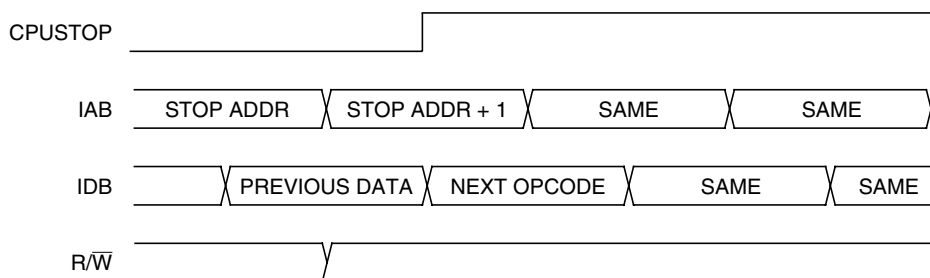 CPUSTOP
IAB STOP ADDR STOP ADDR + 1 SAME SAME
IDB PREVIOUS DATA NEXT OPCODE SAME SAME
R/W̅